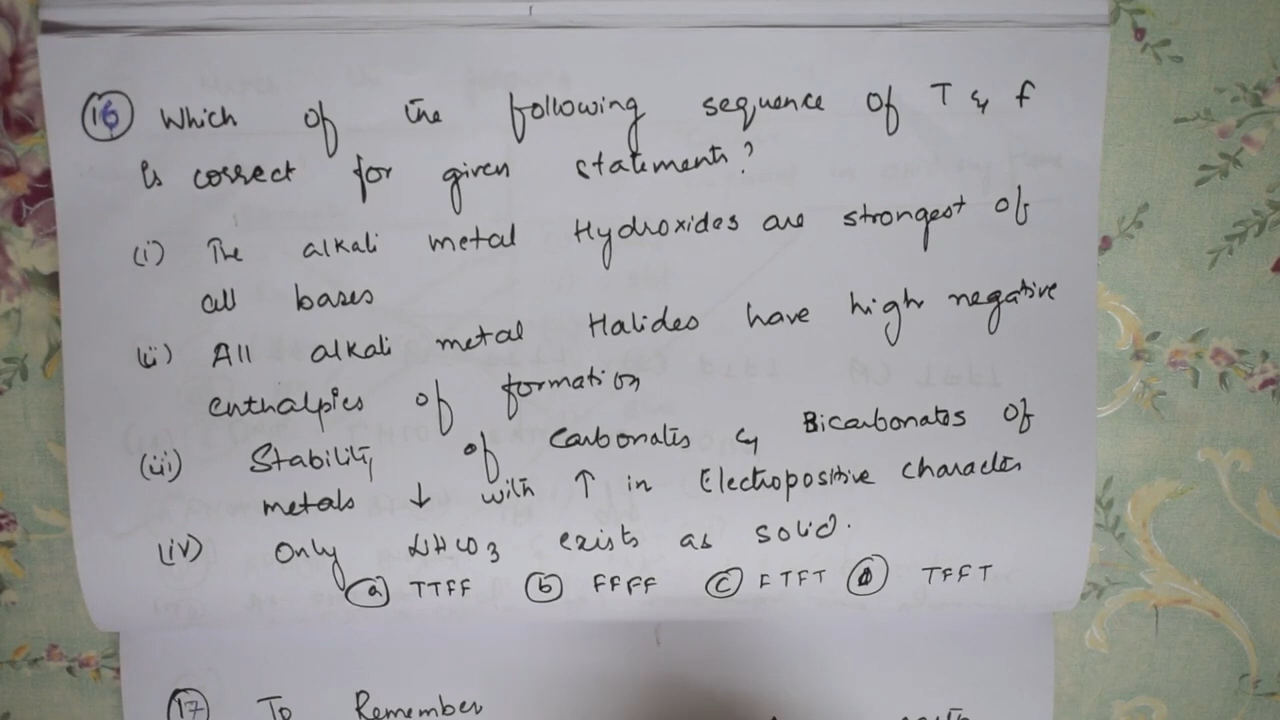 16 Which of the following sequence of T & F
is correct for given statements?
(i) The alkali metal Hydroxides are strongest of
all bases
(ii) All alkali metal Halides have high negative
enthalpies of formation
(iii) Stability of Carbonates & Bicarbonates of
metals ↓ with ↑ in Electropositive character
(iv) Only LiHCO3 exists as solid.
a TTFF b FFFF c FTFT d TFFT
17 To Remember